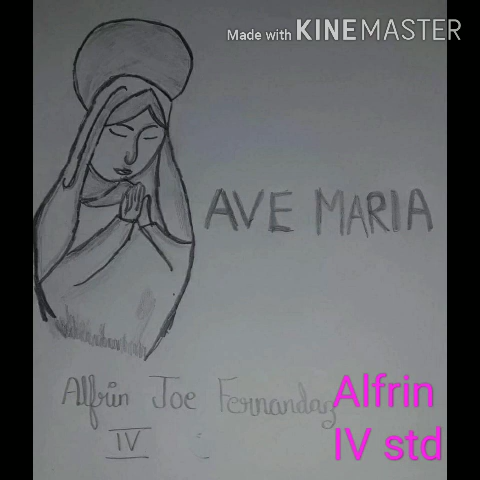 Made with KINEMASTER
AVE MARIA
Alfrin Joe Fernandaz
IV
Alfrin
IV std